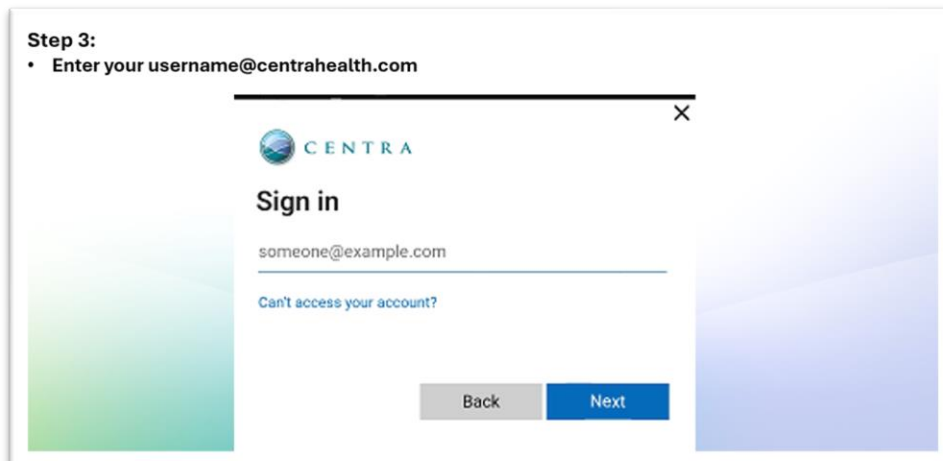 Step 3:
• Enter your username@centrahealth.com
×
CENTRA
Sign in
someone@example.com
Can't access your account?
Back Next